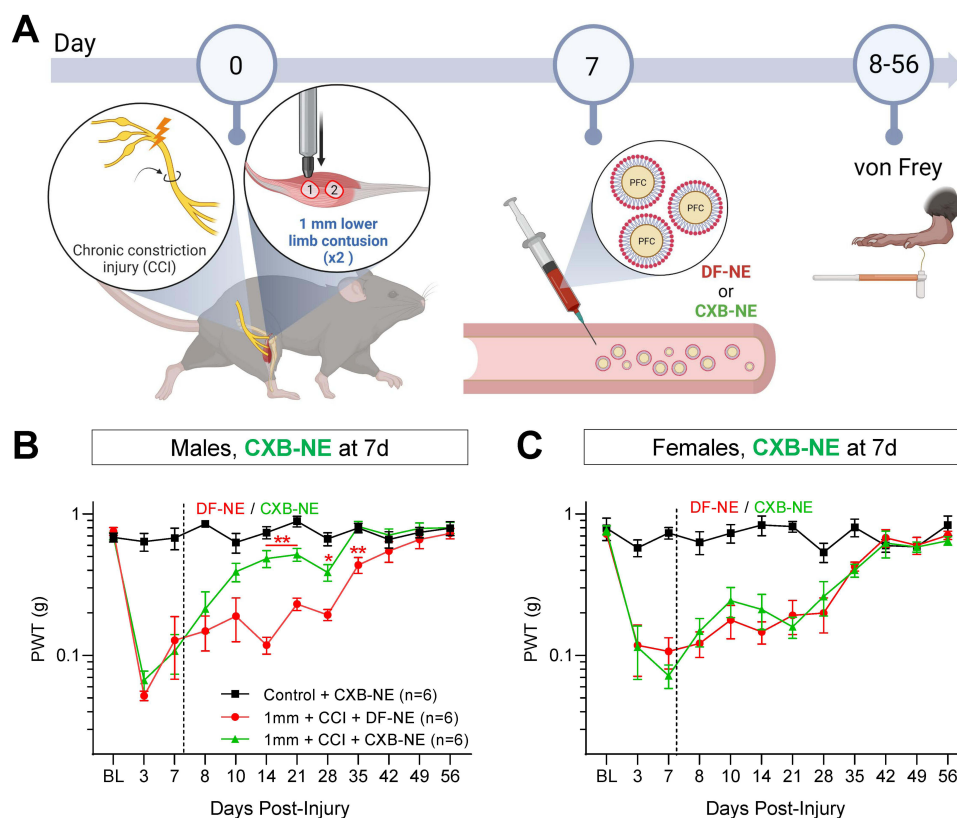 A
Day
0
7
8-56
Chronic constriction
injury (CCI)
1 2
1 mm lower
limb contusion
(x2 )
PFC
PFC
PFC
DF-NE
or
CXB-NE
von Frey
B
Males, CXB-NE at 7d
DF-NE / CXB-NE
1
0.1
PWT (g)
**
*
**
Control + CXB-NE (n=6)
1mm + CCI + DF-NE (n=6)
1mm + CCI + CXB-NE (n=6)
BL 3 7 8 10 14 21 28 35 42 49 56
Days Post-Injury
C
Females, CXB-NE at 7d
DF-NE / CXB-NE
1
0.1
PWT (g)
BL 3 7 8 10 14 21 28 35 42 49 56
Days Post-Injury